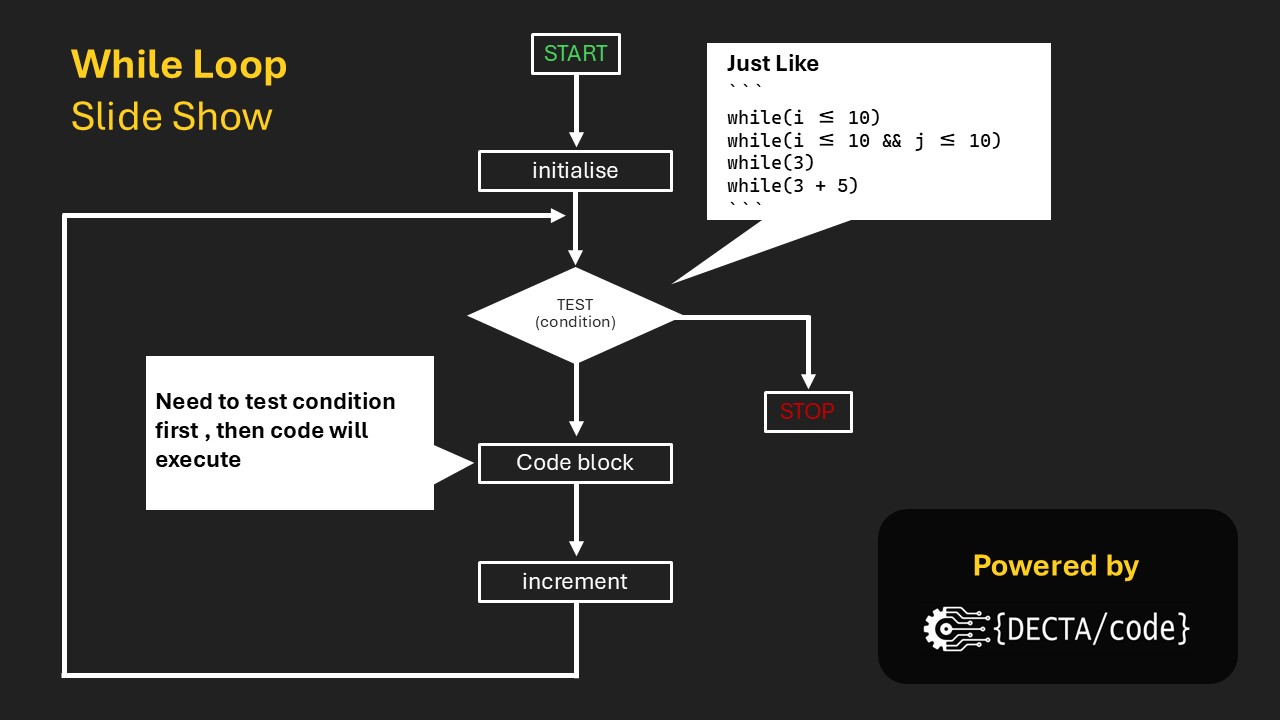 While Loop
Slide Show
START
Just Like
```
while(i ≤ 10)
while(i ≤ 10 && j ≤ 10)
while(3)
while(3 + 5)
```
initialise
TEST
(condition)
STOP
Need to test condition
first , then code will
execute
Code block
increment
Powered by
{DECTA/code}